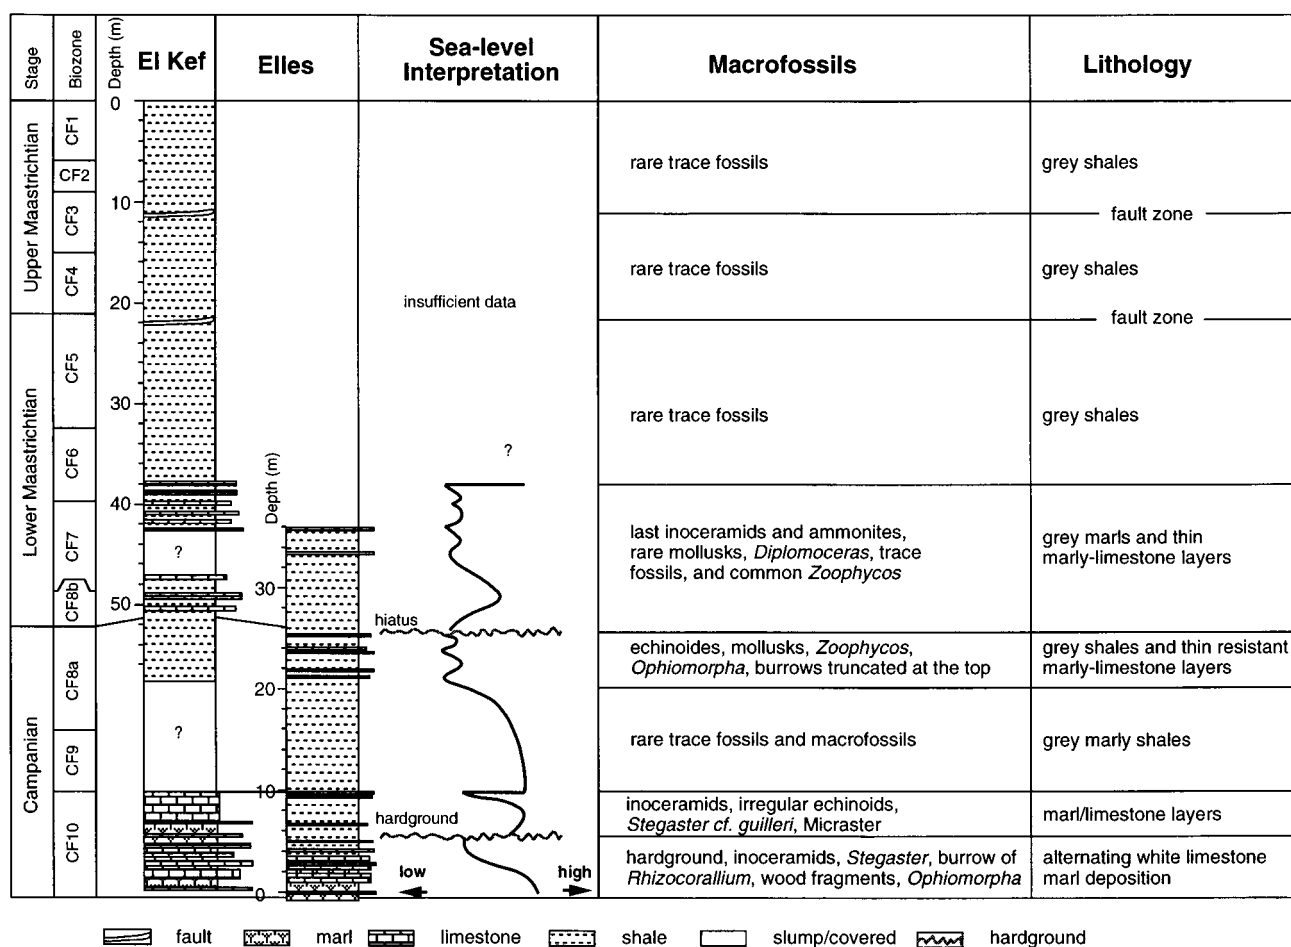 Stage
Biozone
Depth (m)
El Kef
Elles
Sea-level
Interpretation
Macrofossils
Lithology
Upper Maastrichtian
Lower Maastrichtian
Campanian
CF1
CF2
CF3
CF4
CF5
CF6
CF7
CF8b
CF8a
CF9
CF10
0
10
20
30
40
50
?
?
Depth (m)
30
20
10
0
insufficient data
?
hiatus
hardground
low
high
rare trace fossils
grey shales
fault zone
rare trace fossils
grey shales
fault zone
rare trace fossils
grey shales
last inoceramids and ammonites,
rare mollusks, Diplomoceras, trace
fossils, and common Zoophycos
grey marls and thin
marly-limestone layers
echinoides, mollusks, Zoophycos,
Ophiomorpha, burrows truncated at the top
grey shales and thin resistant
marly-limestone layers
rare trace fossils and macrofossils
grey marly shales
inoceramids, irregular echinoids,
Stegaster cf. guilleri, Micraster
marl/limestone layers
hardground, inoceramids, Stegaster, burrow of
Rhizocorallium, wood fragments, Ophiomorpha
alternating white limestone
marl deposition
fault
marl
limestone
shale
slump/covered
hardground